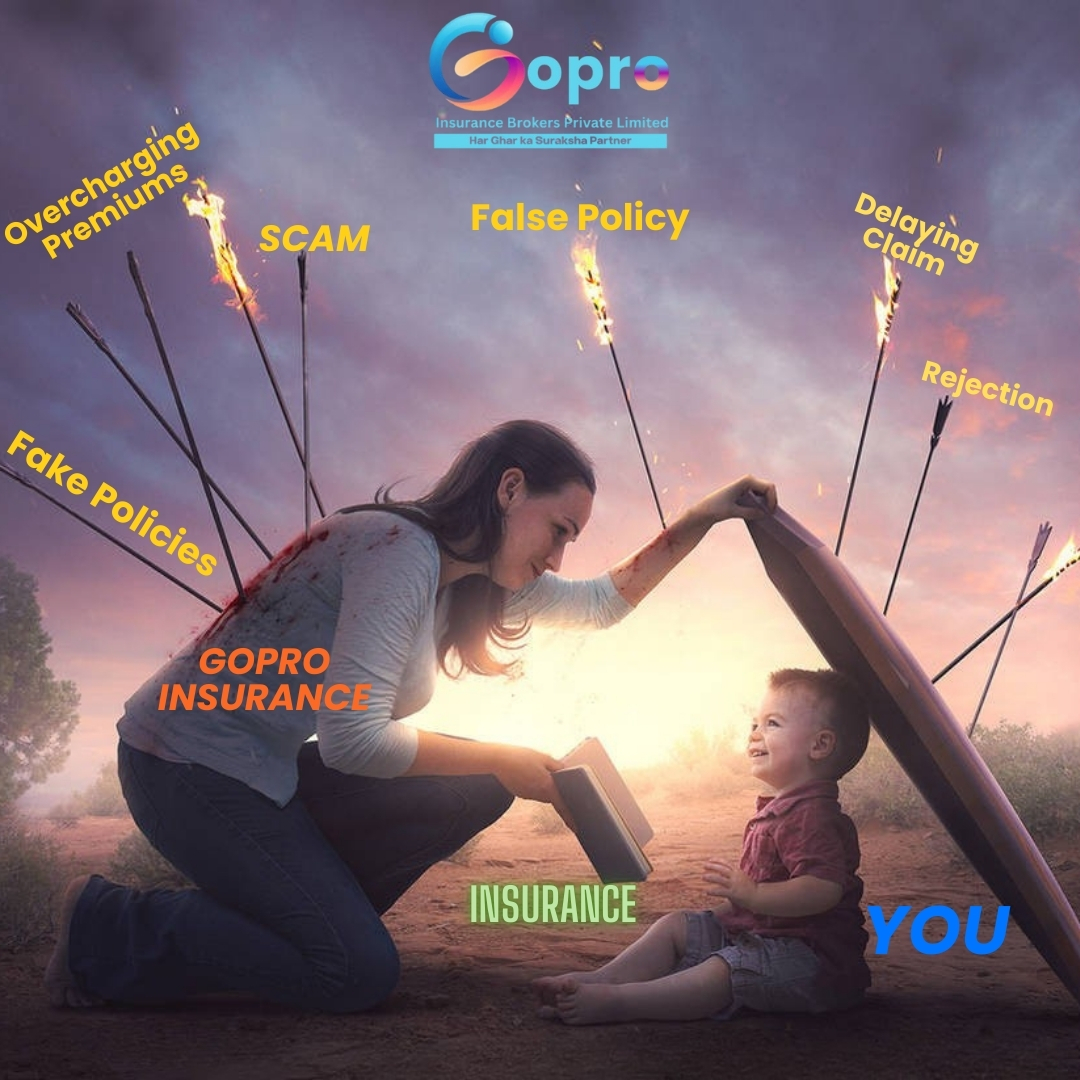 Gopro
Insurance Brokers Private Limited
Har Ghar ka Suraksha Partner
Overcharging
Premiums
SCAM
False Policy
Delaying
Claim
Rejection
Fake Policies
GOPRO
INSURANCE
INSURANCE
YOU